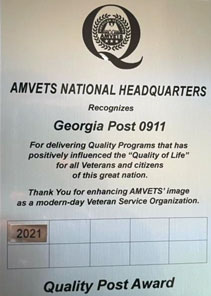 AMVETS
AMVETS NATIONAL HEADQUARTERS
Recognizes
Georgia Post 0911
For delivering Quality Programs that has
positively influenced the "Quality of Life"
for all Veterans and citizens
of this great nation.
Thank You for enhancing AMVETS' image
as a modern-day Veteran Service Organization.
2021
Quality Post Award